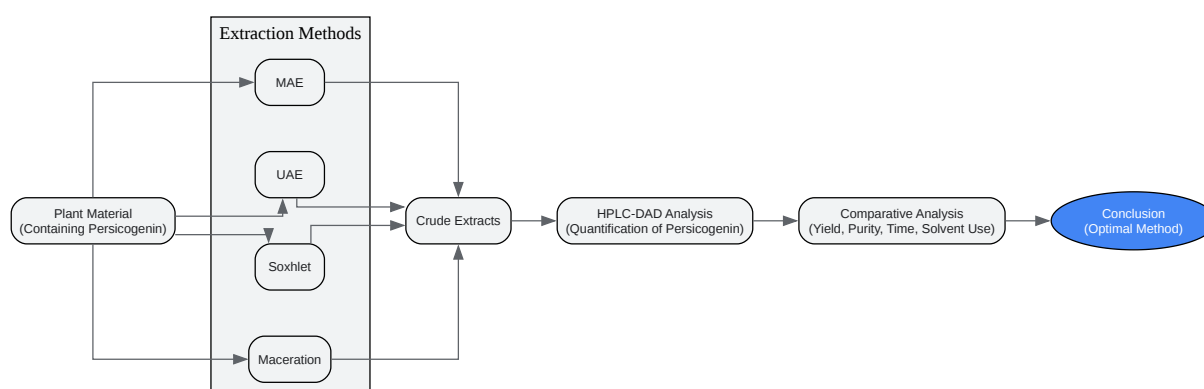 Extraction Methods
MAE
UAE
Plant Material
(Containing Persicogenin)
Soxhlet
Maceration
Crude Extracts
HPLC-DAD Analysis
(Quantification of Persicogenin)
Comparative Analysis
(Yield, Purity, Time, Solvent Use)
Conclusion
(Optimal Method)